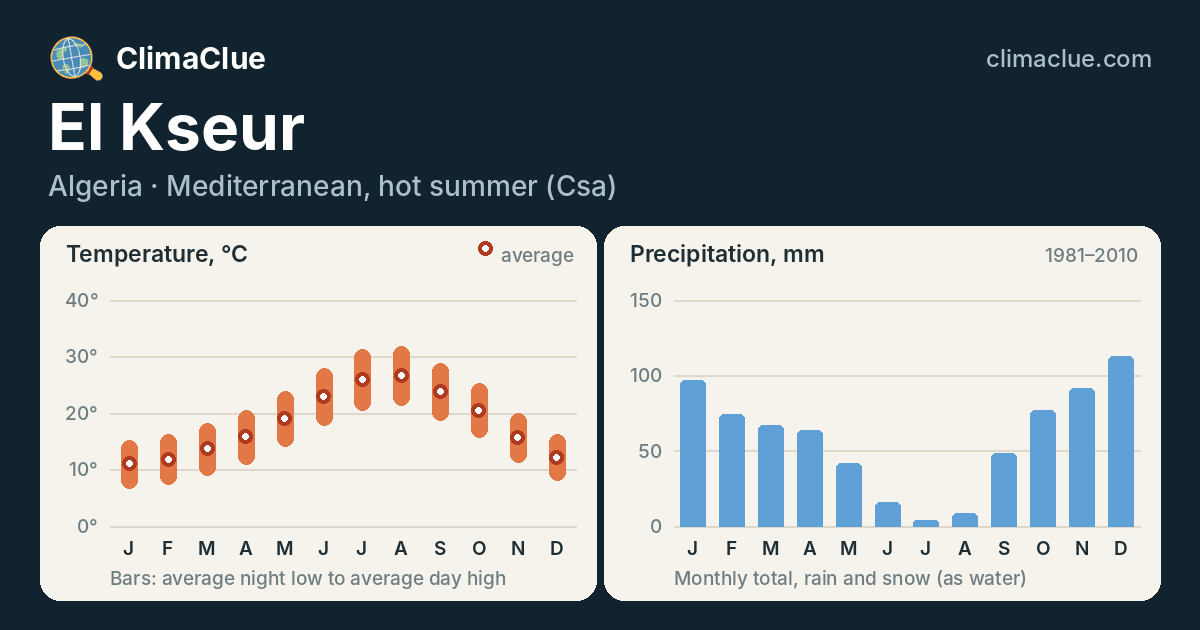 ClimaClue
climaclue.com
El Kseur
Algeria · Mediterranean, hot summer (Csa)
Temperature, °C
average
40°
30°
20°
10°
0°
J F M A M J J A S O N D
Bars: average night low to average day high
Precipitation, mm
1981–2010
150
100
50
0
J F M A M J J A S O N D
Monthly total, rain and snow (as water)